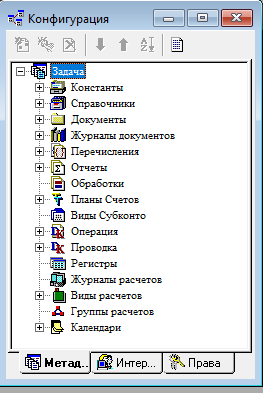 Конфигурация
Задача
Константы
Справочники
Документы
Журналы документов
Перечисления
Отчеты
Обработки
Планы Счетов
Виды Субконто
Операция
Проводка
Регистры
Журналы расчетов
Виды расчетов
Группы расчетов
Календари
Метад.. Интер... Права